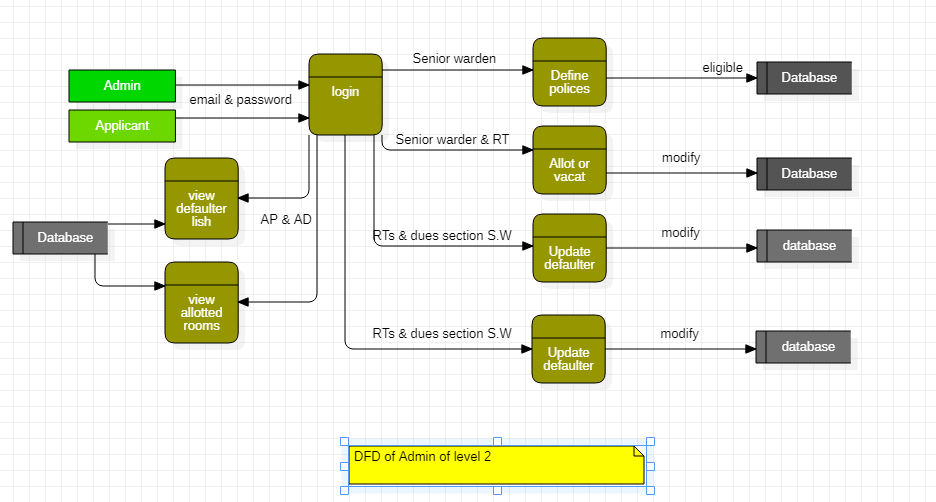 Senior warden
Define
polices
eligible
Database
Admin
login
email & password
Applicant
Senior warder & RT
Allot or
vacat
modify
Database
view
defaulter
lish
AP & AD
Database
RTs & dues section S.W
Update
defaulter
modify
database
view
allotted
rooms
RTs & dues section S.W
Update
defaulter
modify
database
DFD of Admin of level 2